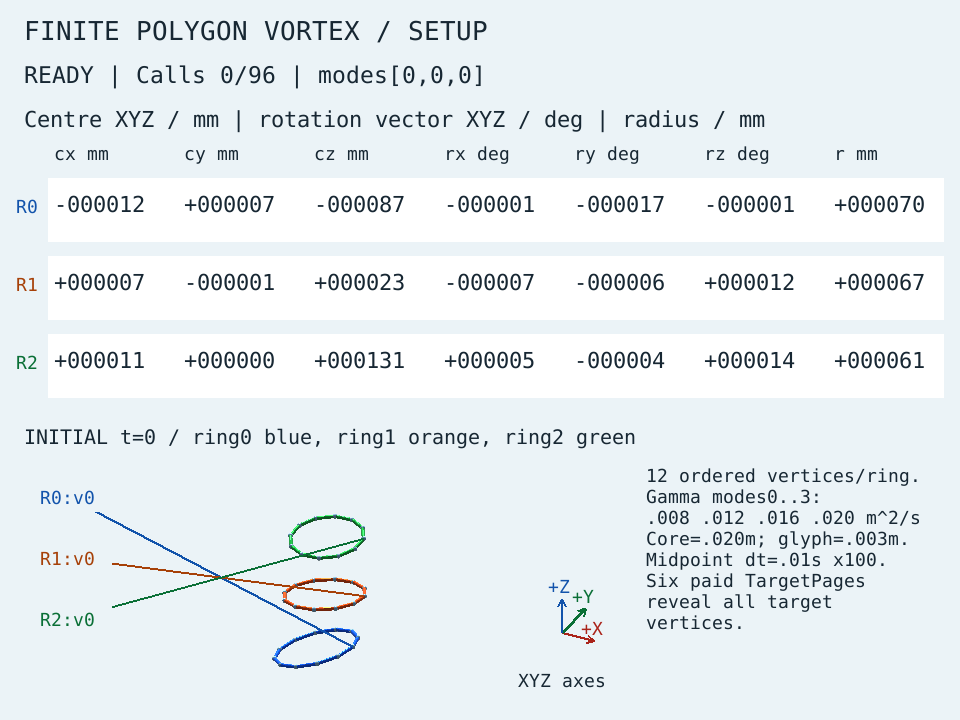 FINITE POLYGON VORTEX / SETUP
READY | Calls 0/96 | modes[0,0,0]
Centre XYZ / mm | rotation vector XYZ / deg | radius / mm
cx mm cy mm cz mm rx deg ry deg rz deg r mm
R0 -000012 +000007 -000087 -000001 -000017 -000001 +000070
R1 +000007 -000001 +000023 -000007 -000006 +000012 +000067
R2 +000011 +000000 +000131 +000005 -000004 +000014 +000061
INITIAL t=0 / ring0 blue, ring1 orange, ring2 green
R0:v0
R1:v0
R2:v0
+Z
+Y
+X
XYZ axes
12 ordered vertices/ring.
Gamma modes0..3:
.008 .012 .016 .020 m^2/s
Core=.020m; glyph=.003m.
Midpoint dt=.01s x100.
Six paid TargetPages
reveal all target
vertices.